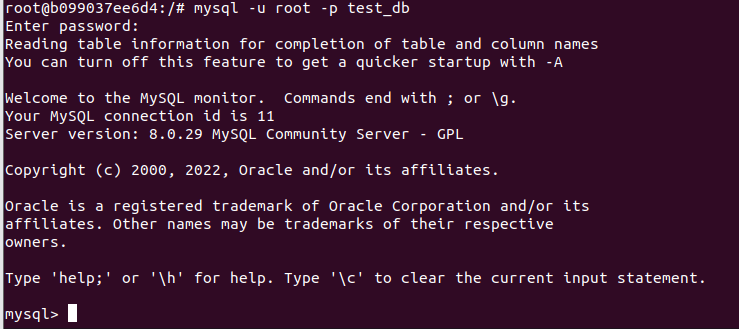 root@b099037ee6d4:/# mysql -u root -p test_db
Enter password:
Reading table information for completion of table and column names
You can turn off this feature to get a quicker startup with -A
Welcome to the MySQL monitor.  Commands end with ; or \g.
Your MySQL connection id is 11
Server version: 8.0.29 MySQL Community Server - GPL
Copyright (c) 2000, 2022, Oracle and/or its affiliates.
Oracle is a registered trademark of Oracle Corporation and/or its
affiliates. Other names may be trademarks of their respective
owners.
Type 'help;' or '\h' for help. Type '\c' to clear the current input statement.
mysql>